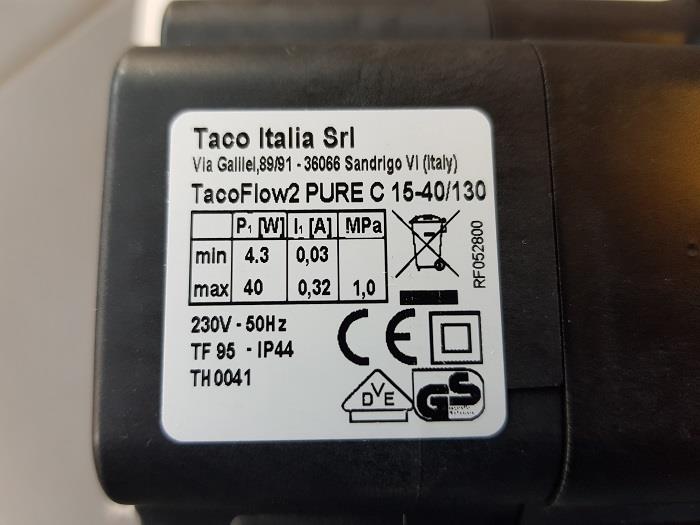 Taco Italia Srl
Via Galilei,89/91 - 36066 Sandrigo VI (Italy)
TacoFlow2 PURE C 15-40/130
P1 [W] I1 [A] MPa
min 4.3 0,03
max 40 0,32 1,0
RF052800
230V - 50Hz
TF 95 - IP44
TH0041
CE
DVE
GS